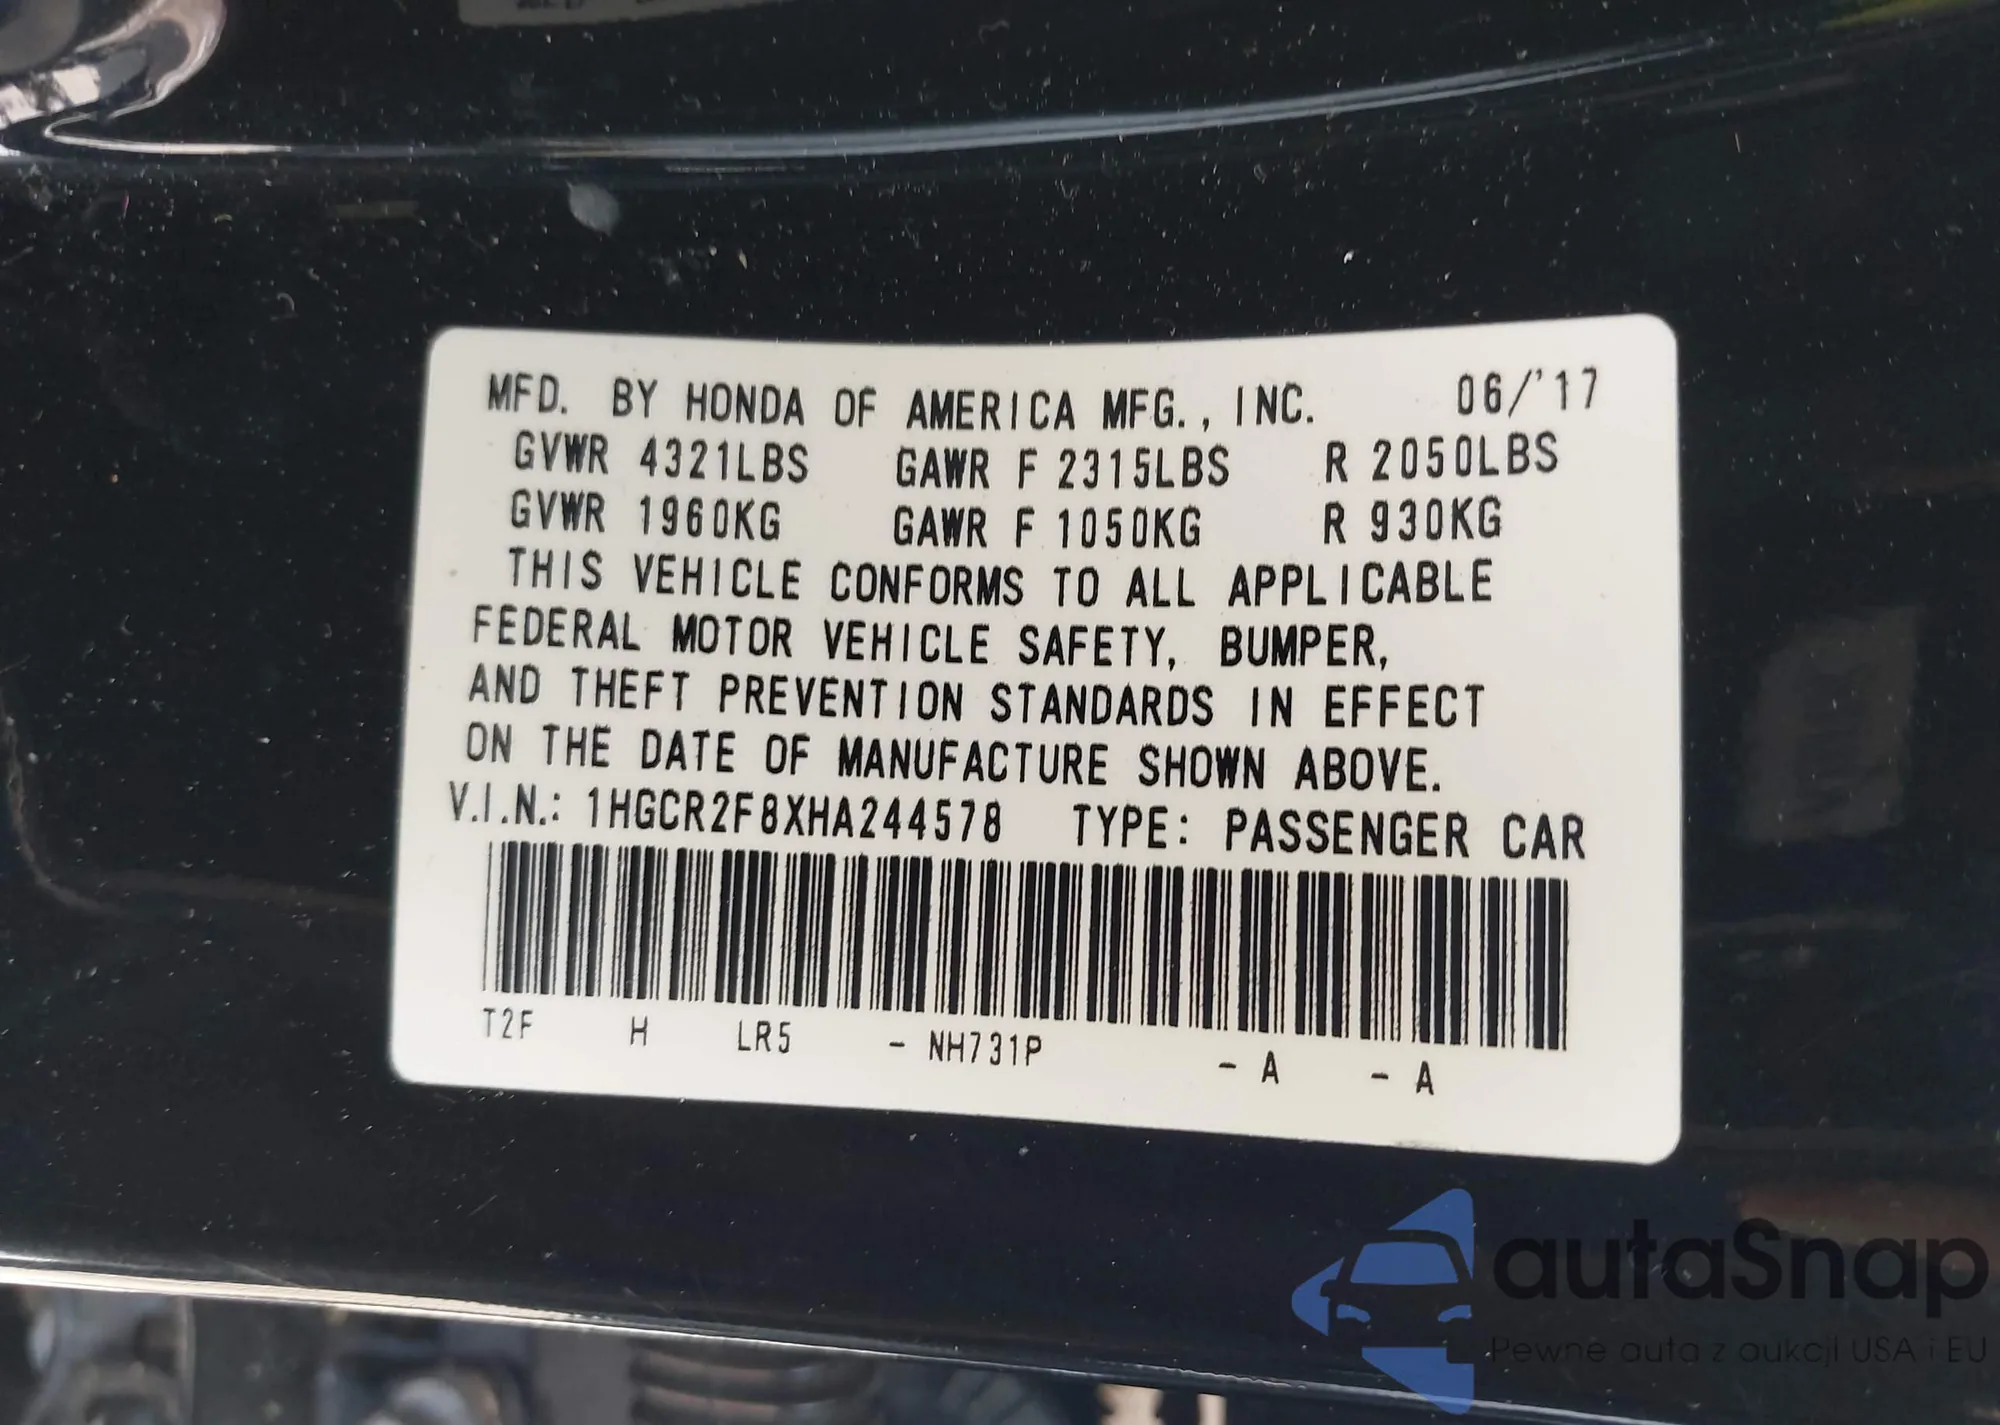 MFD. BY HONDA OF AMERICA MFG., INC. 06/'17
GVWR 4321LBS GAWR F 2315LBS R 2050LBS
GVWR 1960KG GAWR F 1050KG R 930KG
THIS VEHICLE CONFORMS TO ALL APPLICABLE
FEDERAL MOTOR VEHICLE SAFETY, BUMPER,
AND THEFT PREVENTION STANDARDS IN EFFECT
ON THE DATE OF MANUFACTURE SHOWN ABOVE.
V.I.N.: 1HGCR2F8XHA244578 TYPE: PASSENGER CAR
T2F H LR5 - NH731P - A - A
autaSnap
Pewne auta z aukcji USA i EU